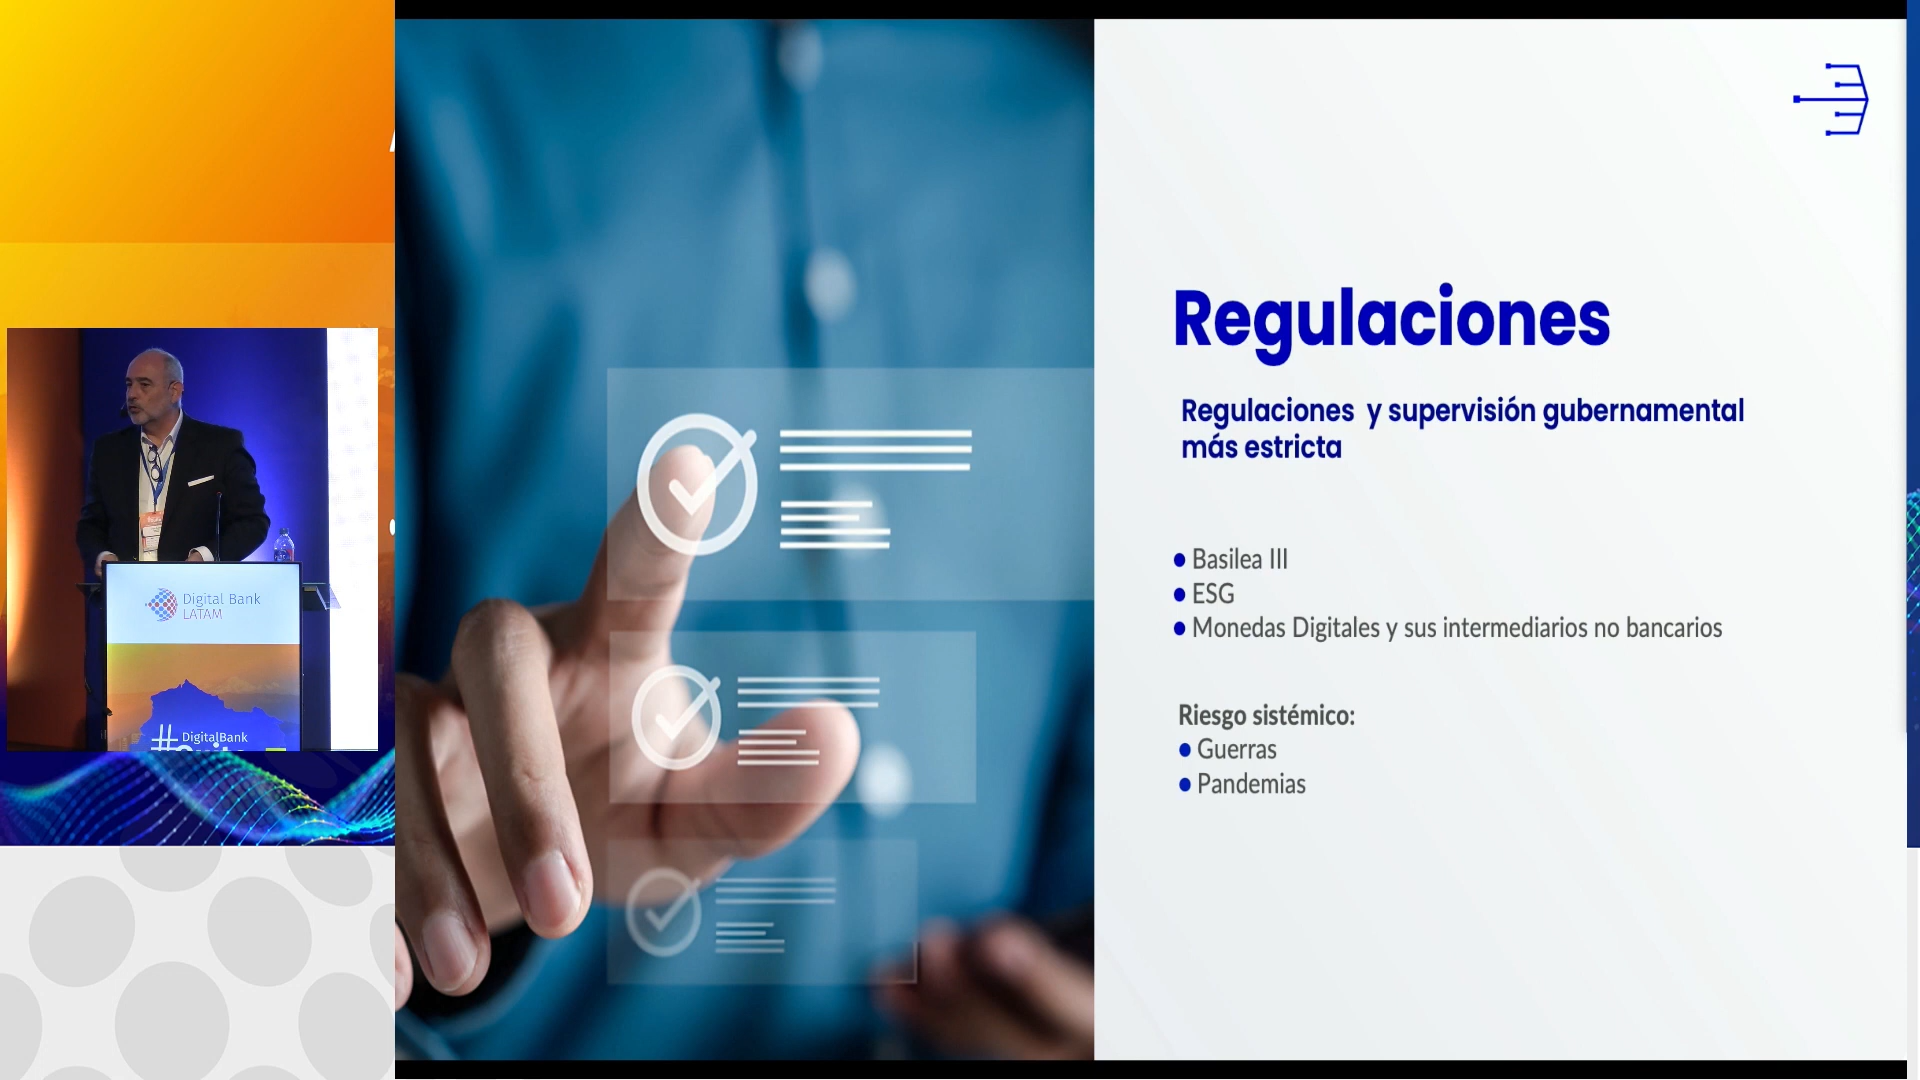 Regulaciones
Regulaciones y supervisión gubernamental
más estricta
● Basilea III
● ESG
● Monedas Digitales y sus intermediarios no bancarios
Riesgo sistémico:
● Guerras
● Pandemias
Digital Bank
LATAM
#DigitalBank